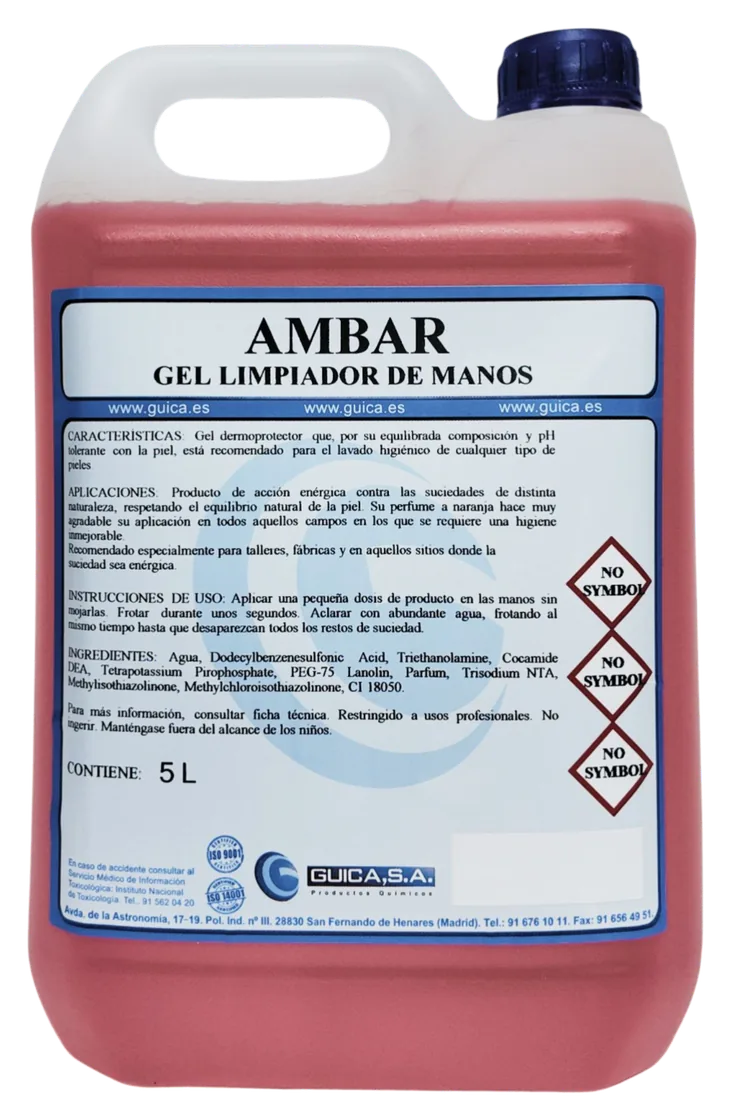 AMBAR
GEL LIMPIADOR DE MANOS
www.guica.es www.guica.es www.guica.es
CARACTERÍSTICAS: Gel dermoprotector que, por su equilibrada composición y pH
tolerante con la piel, está recomendado para el lavado higiénico de cualquier tipo de
pieles
APLICACIONES: Producto de acción enérgica contra las suciedades de distinta
naturaleza, respetando el equilibrio natural de la piel. Su perfume a naranja hace muy
agradable su aplicación en todos aquellos campos en los que se requiere una higiene
inmejorable.
Recomendado especialmente para talleres, fábricas y en aquellos sitios donde la
suciedad sea enérgica.
INSTRUCCIONES DE USO: Aplicar una pequeña dosis de producto en las manos sin
mojarlas. Frotar durante unos segundos. Aclarar con abundante agua, frotando al
mismo tiempo hasta que desaparezcan todos los restos de suciedad.
INGREDIENTES: Agua, Dodecylbenzenesulfonic Acid, Triethanolamine, Cocamide
DEA, Tetrapotassium Pirophosphate, PEG-75 Lanolin, Parfum, Trisodium NTA,
Methylisothiazolinone, Methylchloroisothiazolinone, CI 18050.
Para más información, consultar ficha técnica. Restringido a usos profesionales. No
ingerir. Manténgase fuera del alcance de los niños.
CONTIENE: 5 L
NO
SYMBOL
NO
SYMBOL
NO
SYMBOL
En caso de accidente consultar al
Servicio Médico de Información
Toxicológica: Instituto Nacional
de Toxicología. Tel.. 91 562 04 20
ISO 9001
ISO 14001
GUICA,S.A.
Productos Químicos
Avda. de la Astronomía, 17-19. Pol. Ind. nº III. 28830 San Fernando de Henares (Madrid). Tel.: 91 676 10 11. Fax: 91 656 49 51.